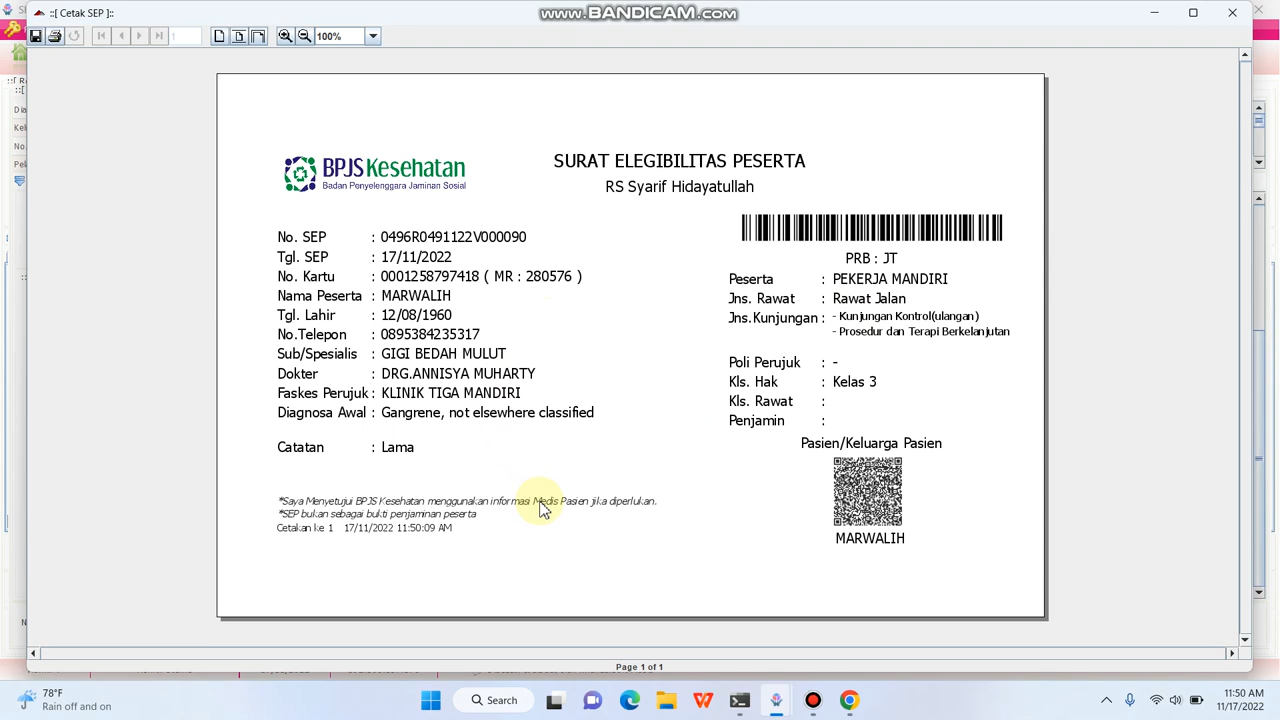 ::[ Cetak SEP ]::
www.BANDICAM.com
1
100%
BPJS Kesehatan
Badan Penyelenggara Jaminan Sosial
SURAT ELEGIBILITAS PESERTA
RS Syarif Hidayatullah
No. SEP : 0496R0491122V000090
Tgl. SEP : 17/11/2022
No. Kartu : 0001258797418 ( MR : 280576 )
Nama Peserta : MARWALIH
Tgl. Lahir : 12/08/1960
No.Telepon : 0895384235317
Sub/Spesialis : GIGI BEDAH MULUT
Dokter : DRG.ANNISYA MUHARTY
Faskes Perujuk : KLINIK TIGA MANDIRI
Diagnosa Awal : Gangrene, not elsewhere classified
Catatan : Lama
*Saya Menyetujui BPJS Kesehatan menggunakan informasi Medis Pasien jika diperlukan.
*SEP bukan sebagai bukti penjaminan peserta
Cetakan ke 1 17/11/2022 11:50:09 AM
PRB : JT
Peserta : PEKERJA MANDIRI
Jns. Rawat : Rawat Jalan
Jns.Kunjungan : - Kunjungan Kontrol(ulangan)
- Prosedur dan Terapi Berkelanjutan
Poli Perujuk : -
Kls. Hak : Kelas 3
Kls. Rawat :
Penjamin :
Pasien/Keluarga Pasien
MARWALIH
Page 1 of 1
78°F
Rain off and on
Search
11:50 AM
11/17/2022